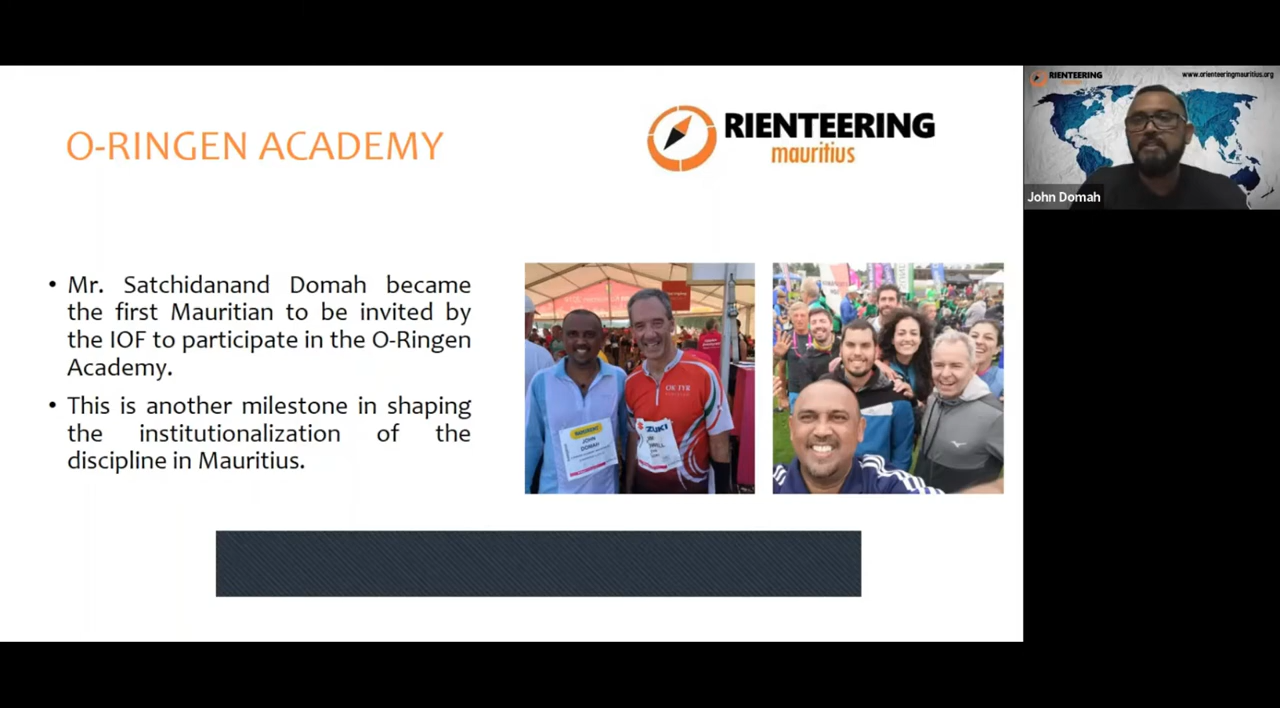 O-RINGEN ACADEMY
RIENTEERING
mauritius
• Mr. Satchidanand Domah became
the first Mauritian to be invited by
the IOF to participate in the O-Ringen
Academy.
• This is another milestone in shaping
the institutionalization of the
discipline in Mauritius.
JOHN
DOMAH
ZUKI
RIENTEERING
www.orienteeringmauritius.org
John Domah